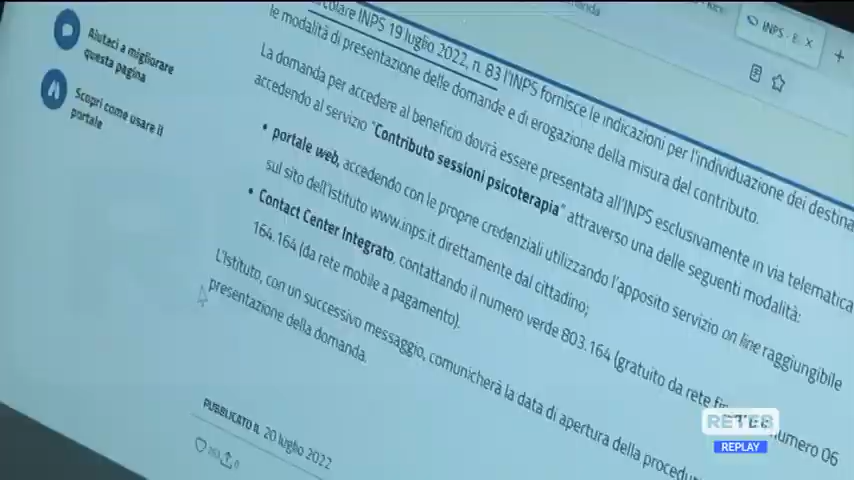 INPS - B... ×
+
Aiutaci a migliorare
questa pagina
Scopri come usare il
portale
colare INPS 19 luglio 2022, n. 83 l'INPS fornisce le indicazioni per l'individuazione dei destina
le modalità di presentazione delle domande e di erogazione della misura del contributo.
La domanda per accedere al beneficio dovrà essere presentata all'INPS esclusivamente in via telematica
accedendo al servizio "Contributo sessioni psicoterapia" attraverso una delle seguenti modalità:
• portale web, accedendo con le proprie credenziali utilizzando l'apposito servizio on line raggiungibile
sul sito dell'Istituto www.inps.it direttamente dal cittadino;
• Contact Center Integrato, contattando il numero verde 803.164 (gratuito da rete numero 06
164.164 (da rete mobile a pagamento).
L'Istituto, con un successivo messaggio, comunicherà la data di apertura della procedur
presentazione della domanda.
PUBBLICATO IL 20 luglio 2022
0
RETE8
REPLAY